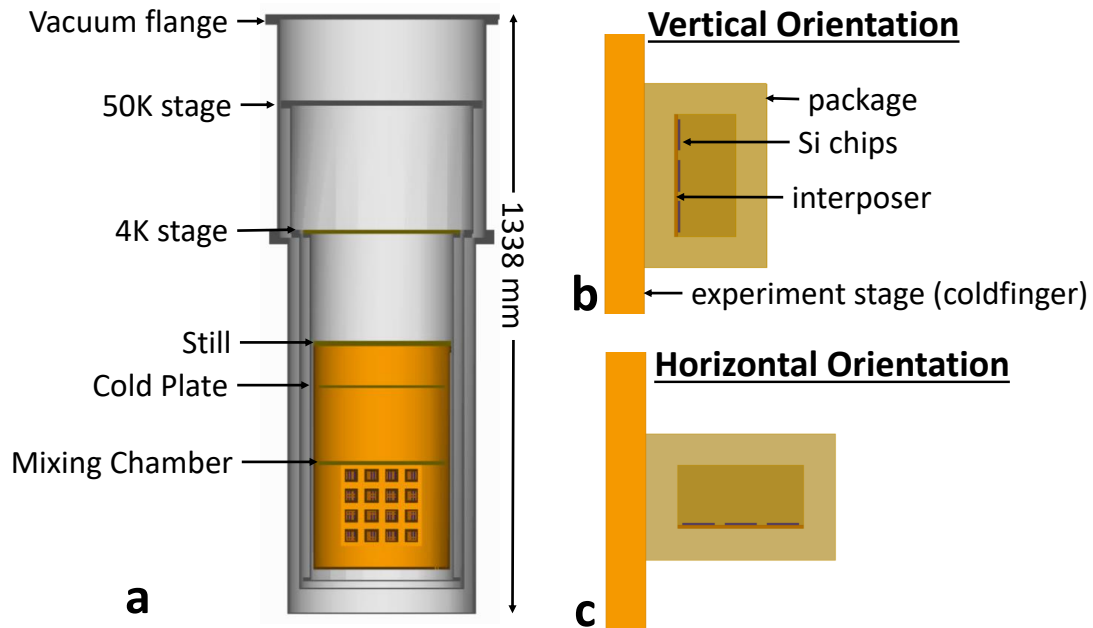 Vacuum flange
50K stage
4K stage
Still
Cold Plate
Mixing Chamber
1338 mm
a
Vertical Orientation
package
Si chips
interposer
b
experiment stage (coldfinger)
Horizontal Orientation
c